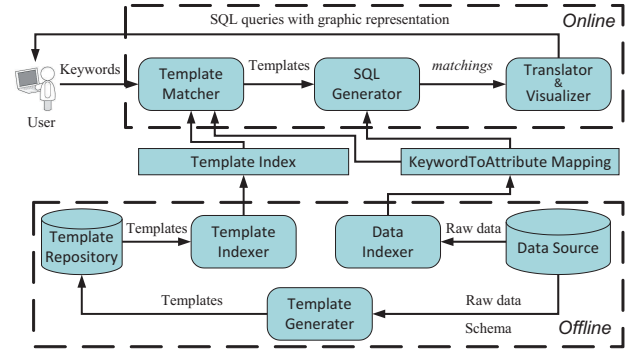 SQL queries with graphic representation
Online
Keywords
Template
Matcher
Templates
SQL
Generator
matchings
Translator
&
Visualizer
User
Template Index
KeywordToAttribute Mapping
Template
Repository
Templates
Template
Indexer
Data
Indexer
Raw data
Data Source
Templates
Template
Generater
Raw data
Schema
Offline